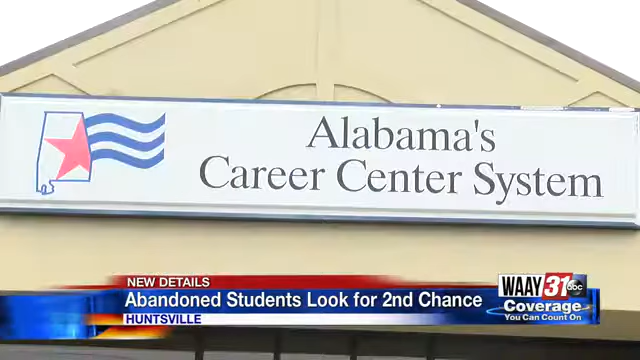 Alabama's
Career Center System
NEW DETAILS
Abandoned Students Look for 2nd Chance
HUNTSVILLE
WAAY 31 abc
Coverage
You Can Count On